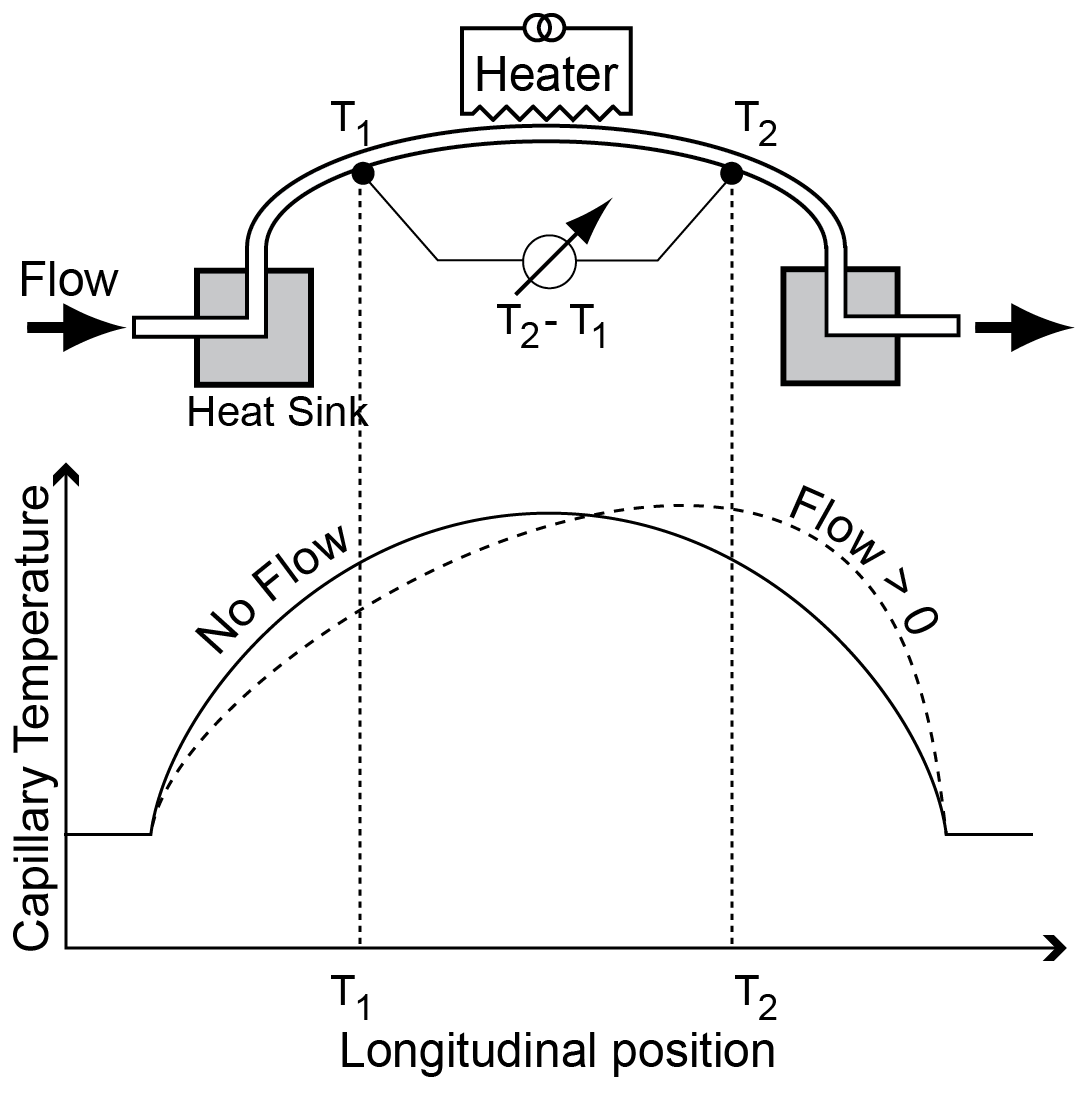 Heater
T1
T2
Flow
T2- T1
Heat Sink
Capillary Temperature
No Flow
Flow > 0
T1
T2
Longitudinal position